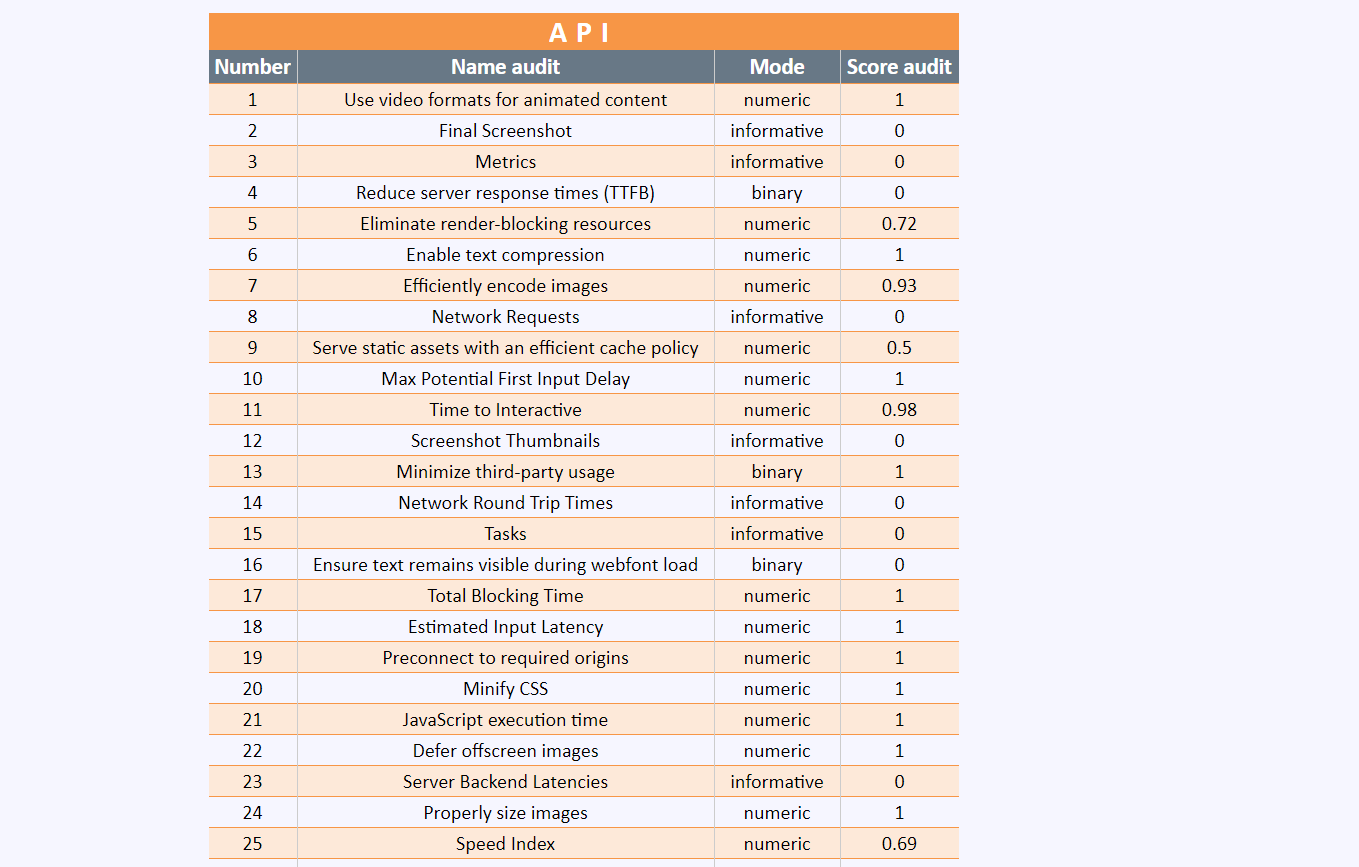 A P I
Number Name audit Mode Score audit
1 Use video formats for animated content numeric 1
2 Final Screenshot informative 0
3 Metrics informative 0
4 Reduce server response times (TTFB) binary 0
5 Eliminate render-blocking resources numeric 0.72
6 Enable text compression numeric 1
7 Efficiently encode images numeric 0.93
8 Network Requests informative 0
9 Serve static assets with an efficient cache policy numeric 0.5
10 Max Potential First Input Delay numeric 1
11 Time to Interactive numeric 0.98
12 Screenshot Thumbnails informative 0
13 Minimize third-party usage binary 1
14 Network Round Trip Times informative 0
15 Tasks informative 0
16 Ensure text remains visible during webfont load binary 0
17 Total Blocking Time numeric 1
18 Estimated Input Latency numeric 1
19 Preconnect to required origins numeric 1
20 Minify CSS numeric 1
21 JavaScript execution time numeric 1
22 Defer offscreen images numeric 1
23 Server Backend Latencies informative 0
24 Properly size images numeric 1
25 Speed Index numeric 0.69